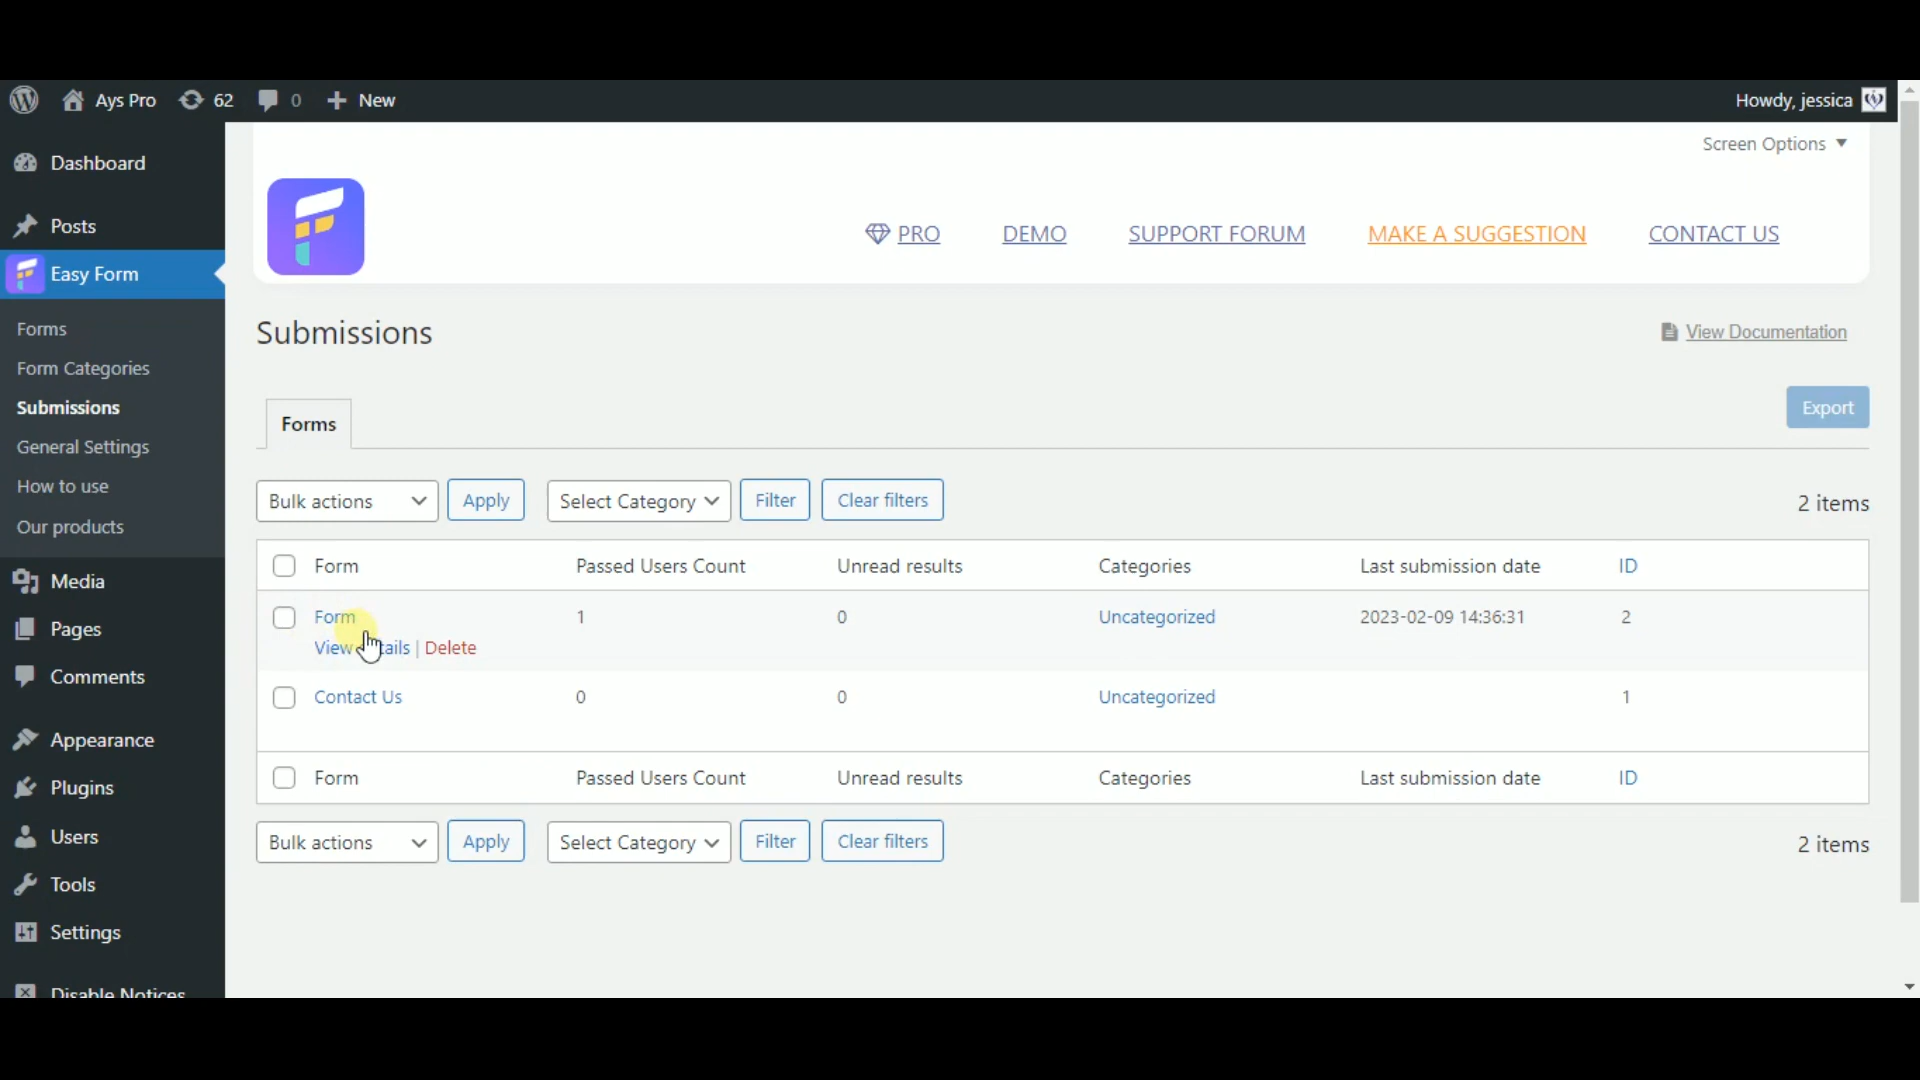 Ays Pro 62 0 New Howdy, jessica
Screen Options
Dashboard
Posts
Easy Form
Forms
Form Categories
Submissions
General Settings
How to use
Our products
Media
Pages
Comments
Appearance
Plugins
Users
Tools
Settings
Disable Notices
PRO DEMO SUPPORT FORUM MAKE A SUGGESTION CONTACT US
Submissions View Documentation
Forms Export
Bulk actions Apply Select Category Filter Clear filters 2 items
Form Passed Users Count Unread results Categories Last submission date ID
Form 1 0 Uncategorized 2023-02-09 14:36:31 2
View | Delete
Contact Us 0 0 Uncategorized 1
Form Passed Users Count Unread results Categories Last submission date ID
Bulk actions Apply Select Category Filter Clear filters 2 items